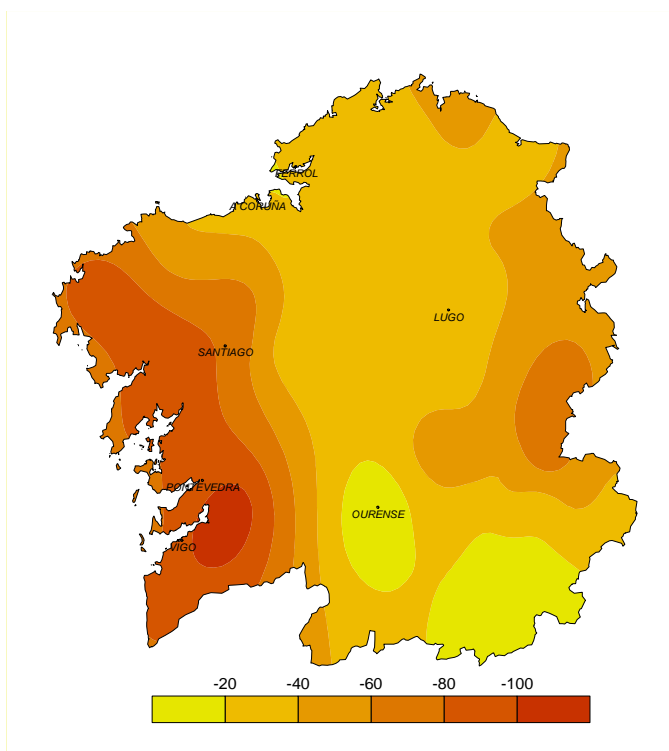 FERROL
A CORUÑA
LUGO
SANTIAGO
PONTEVEDRA
OURENSE
VIGO
-20 -40 -60 -80 -100